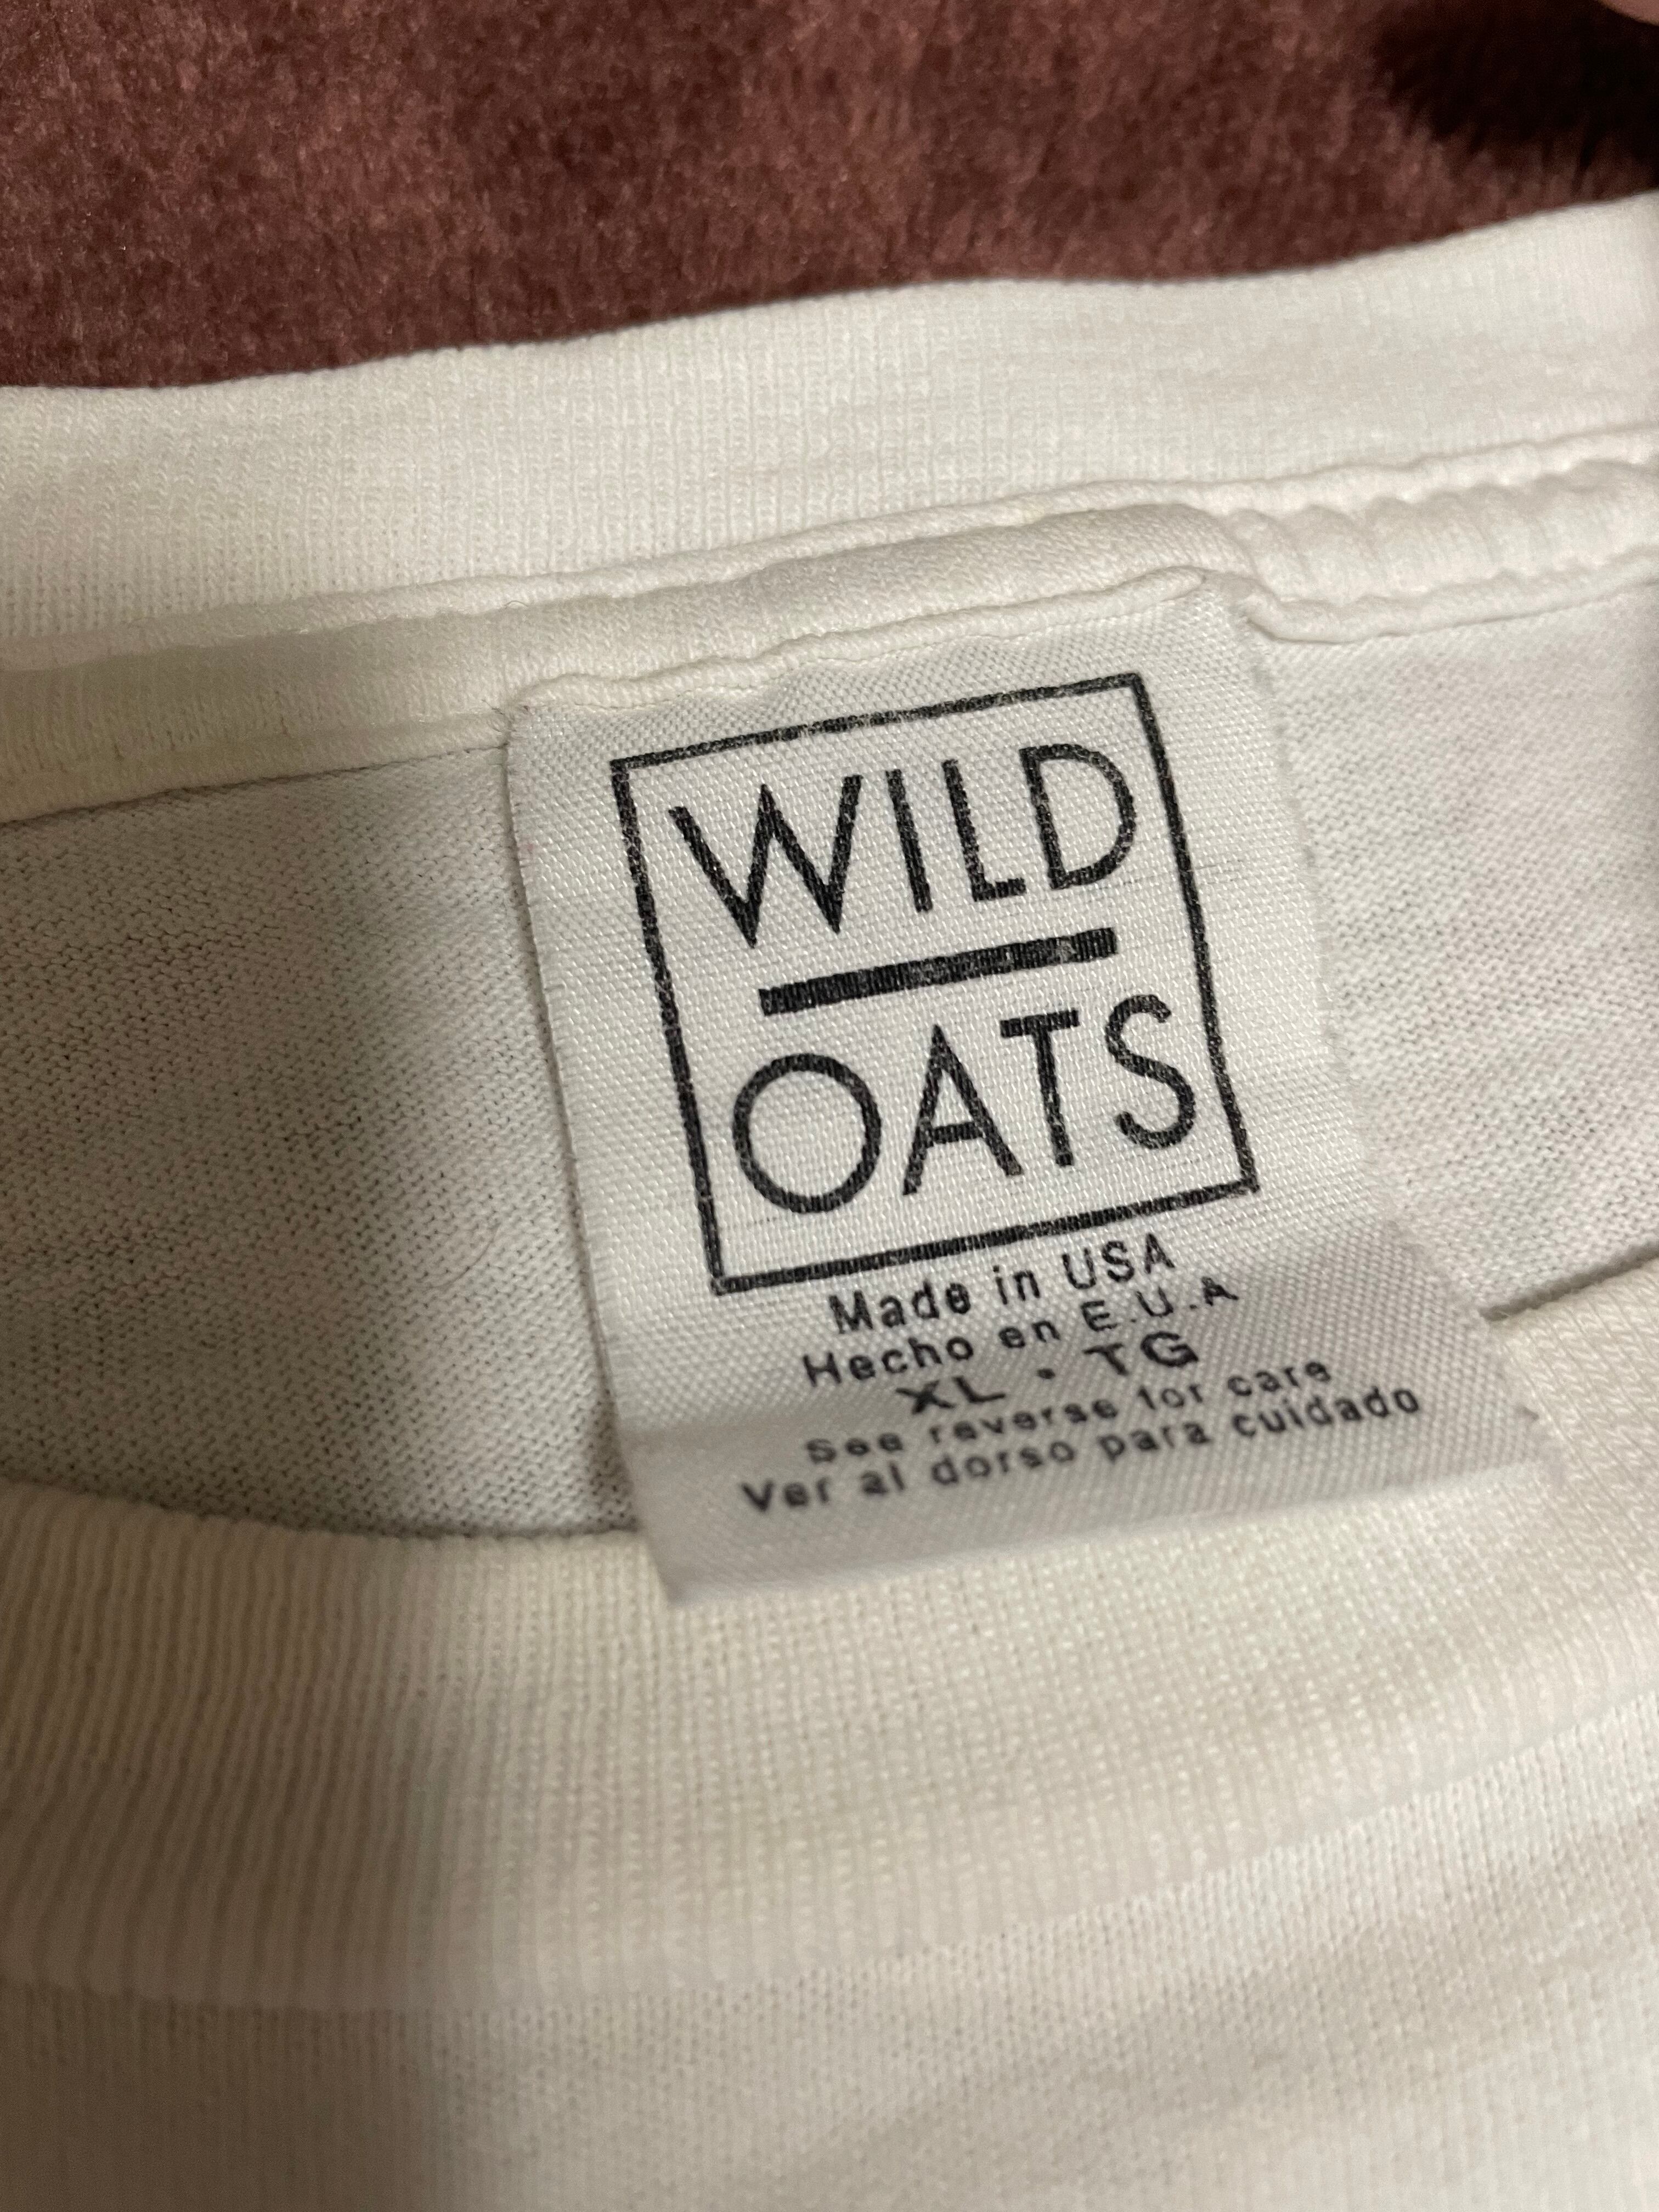 WILD
OATS
Made in USA
Hecho en E.U.A
XL • TG
See reverse for care
Ver al dorso para cuidado